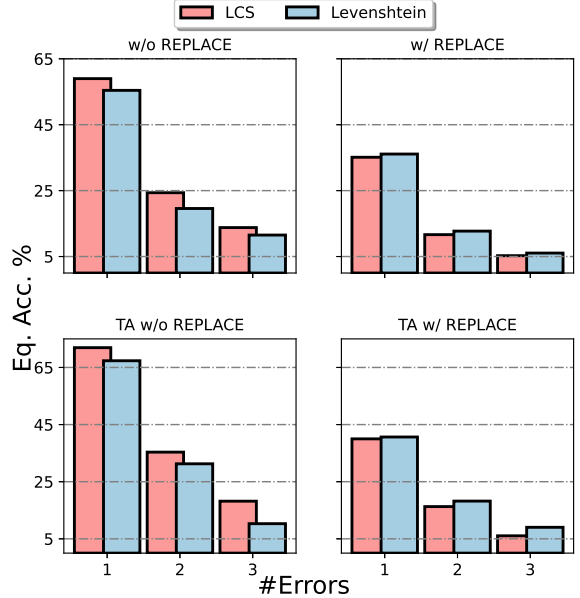 LCS Levenshtein
w/o REPLACE w/ REPLACE
65
45
25
5
Eq. Acc. %
TA w/o REPLACE TA w/ REPLACE
65
45
25
5
1 2 3 1 2 3
#Errors